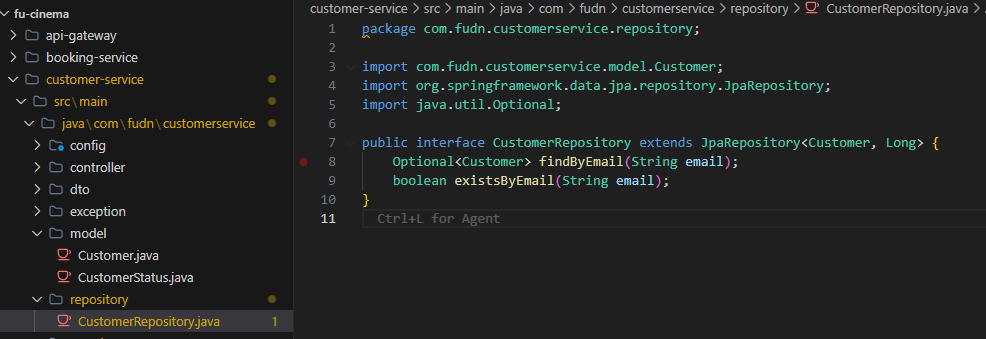 fu-cinema
api-gateway
booking-service
customer-service
src\main
java\com\fudn\customerservice
config
controller
dto
exception
model
Customer.java
CustomerStatus.java
repository
CustomerRepository.java 1
customer-service > src > main > java > com > fudn > customerservice > repository > CustomerRepository.java > ...
1 package com.fudn.customerservice.repository;
2
3 import com.fudn.customerservice.model.Customer;
4 import org.springframework.data.jpa.repository.JpaRepository;
5 import java.util.Optional;
6
7 public interface CustomerRepository extends JpaRepository<Customer, Long> {
8 Optional<Customer> findByEmail(String email);
9 boolean existsByEmail(String email);
10 }
11 Ctrl+L for Agent